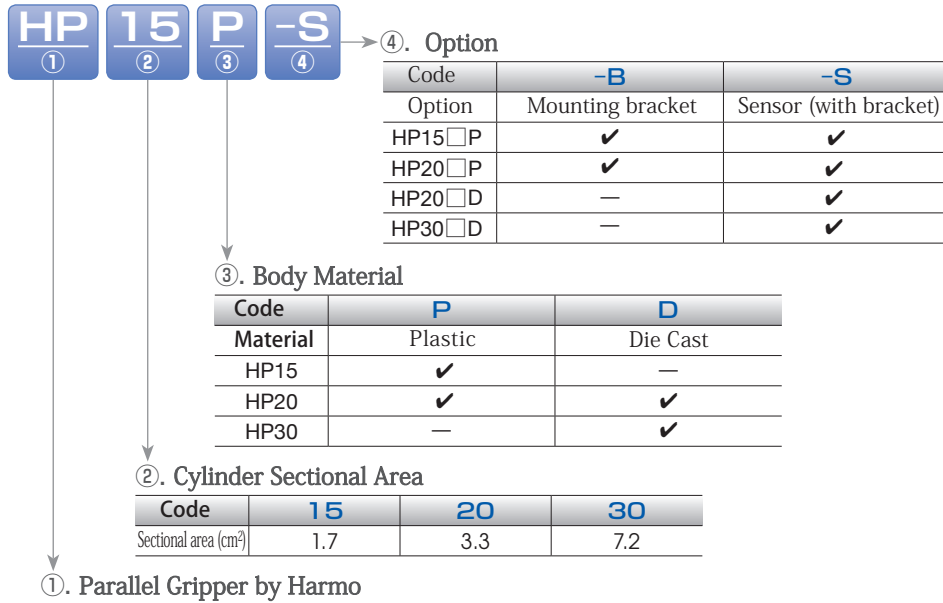 HP 15 P -S
① ② ③ ④
④. Option
Code -B -S
Option Mounting bracket Sensor (with bracket)
HP15□P ✔ ✔
HP20□P ✔ ✔
HP20□D — ✔
HP30□D — ✔
③. Body Material
Code P D
Material Plastic Die Cast
HP15 ✔ —
HP20 ✔ ✔
HP30 — ✔
②. Cylinder Sectional Area
Code 15 20 30
Sectional area (cm²) 1.7 3.3 7.2
①. Parallel Gripper by Harmo